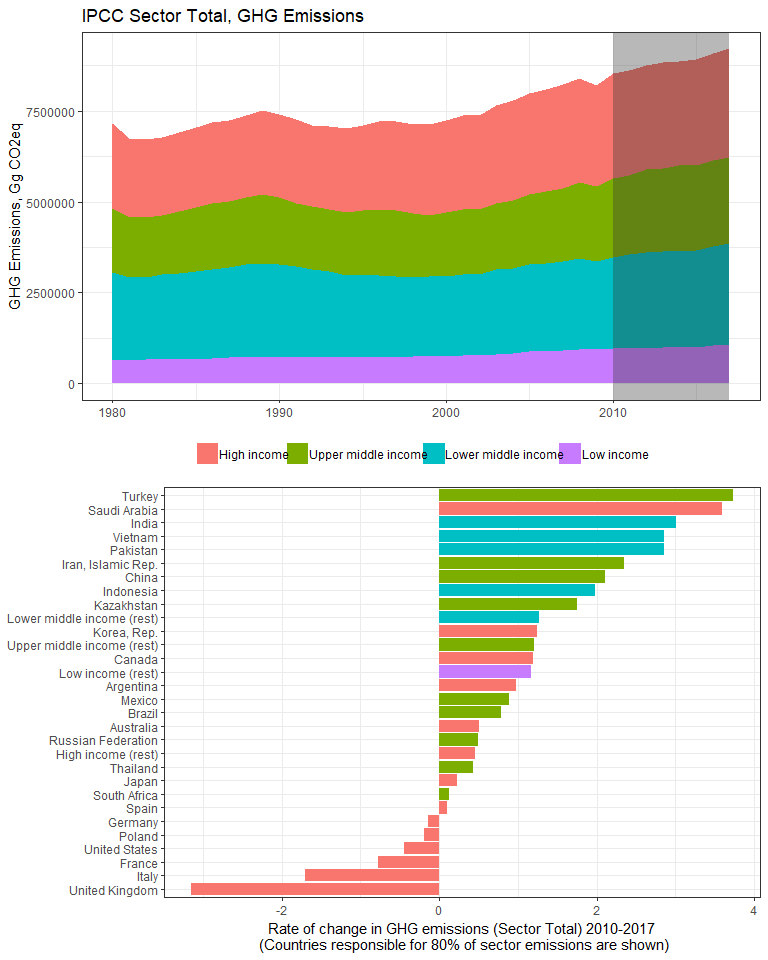 IPCC Sector Total, GHG Emissions
GHG Emissions, Gg CO2eq
7500000
5000000
2500000
0
1980 1990 2000 2010
High income Upper middle income Lower middle income Low income
Turkey
Saudi Arabia
India
Vietnam
Pakistan
Iran, Islamic Rep.
China
Indonesia
Kazakhstan
Lower middle income (rest)
Korea, Rep.
Upper middle income (rest)
Canada
Low income (rest)
Argentina
Mexico
Brazil
Australia
Russian Federation
High income (rest)
Thailand
Japan
South Africa
Spain
Germany
Poland
United States
France
Italy
United Kingdom
-2 0 2 4
Rate of change in GHG emissions (Sector Total) 2010-2017
(Countries responsible for 80% of sector emissions are shown)